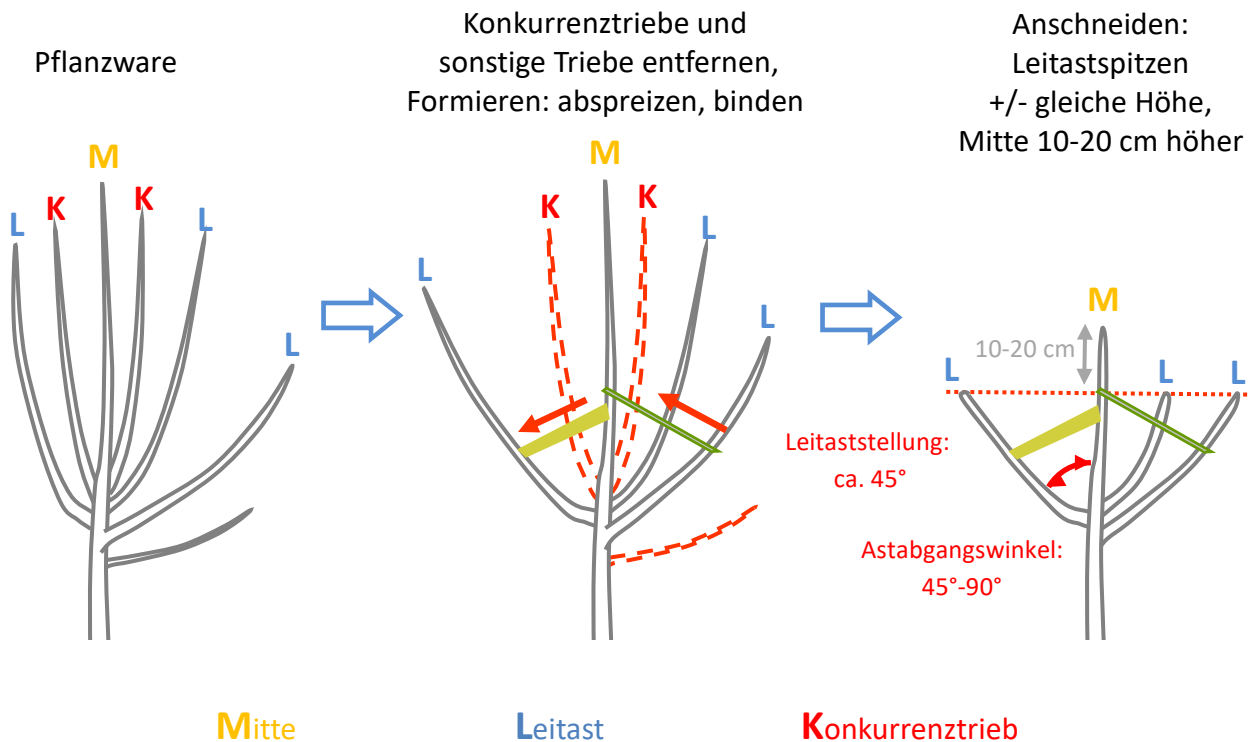 Pflanzware
M
K
K
L
L
L
Konkurrenztriebe und
sonstige Triebe entfernen,
Formieren: abspreizen, binden
M
K
K
L
L
L
Anschneiden:
Leitastspitzen
+/- gleiche Höhe,
Mitte 10-20 cm höher
M
10-20 cm
L
L
L
Leitaststellung:
ca. 45°
Astabgangswinkel:
45°-90°
Mitte
Leitast
Konkurrenztrieb